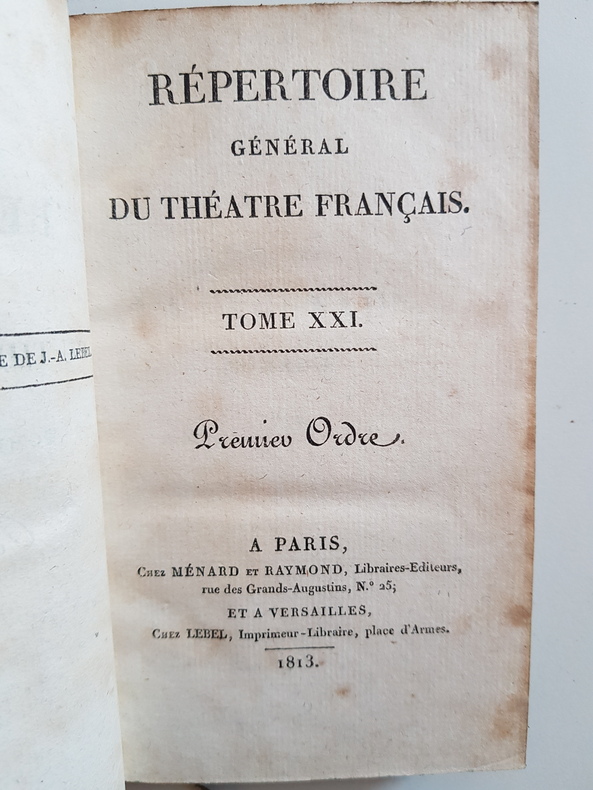 RÉPERTOIRE
GÉNÉRAL
DU THÉATRE FRANÇAIS.
TOME XXI.
Premier Ordre.
A PARIS,
CHEZ MÉNARD ET RAYMOND, Libraires-Editeurs,
rue des Grands-Augustins, N.º 25;
ET A VERSAILLES,
CHEZ LEBEL, Imprimeur-Libraire, place d'Armes.
1813.
E DE J.-A. LEBEL